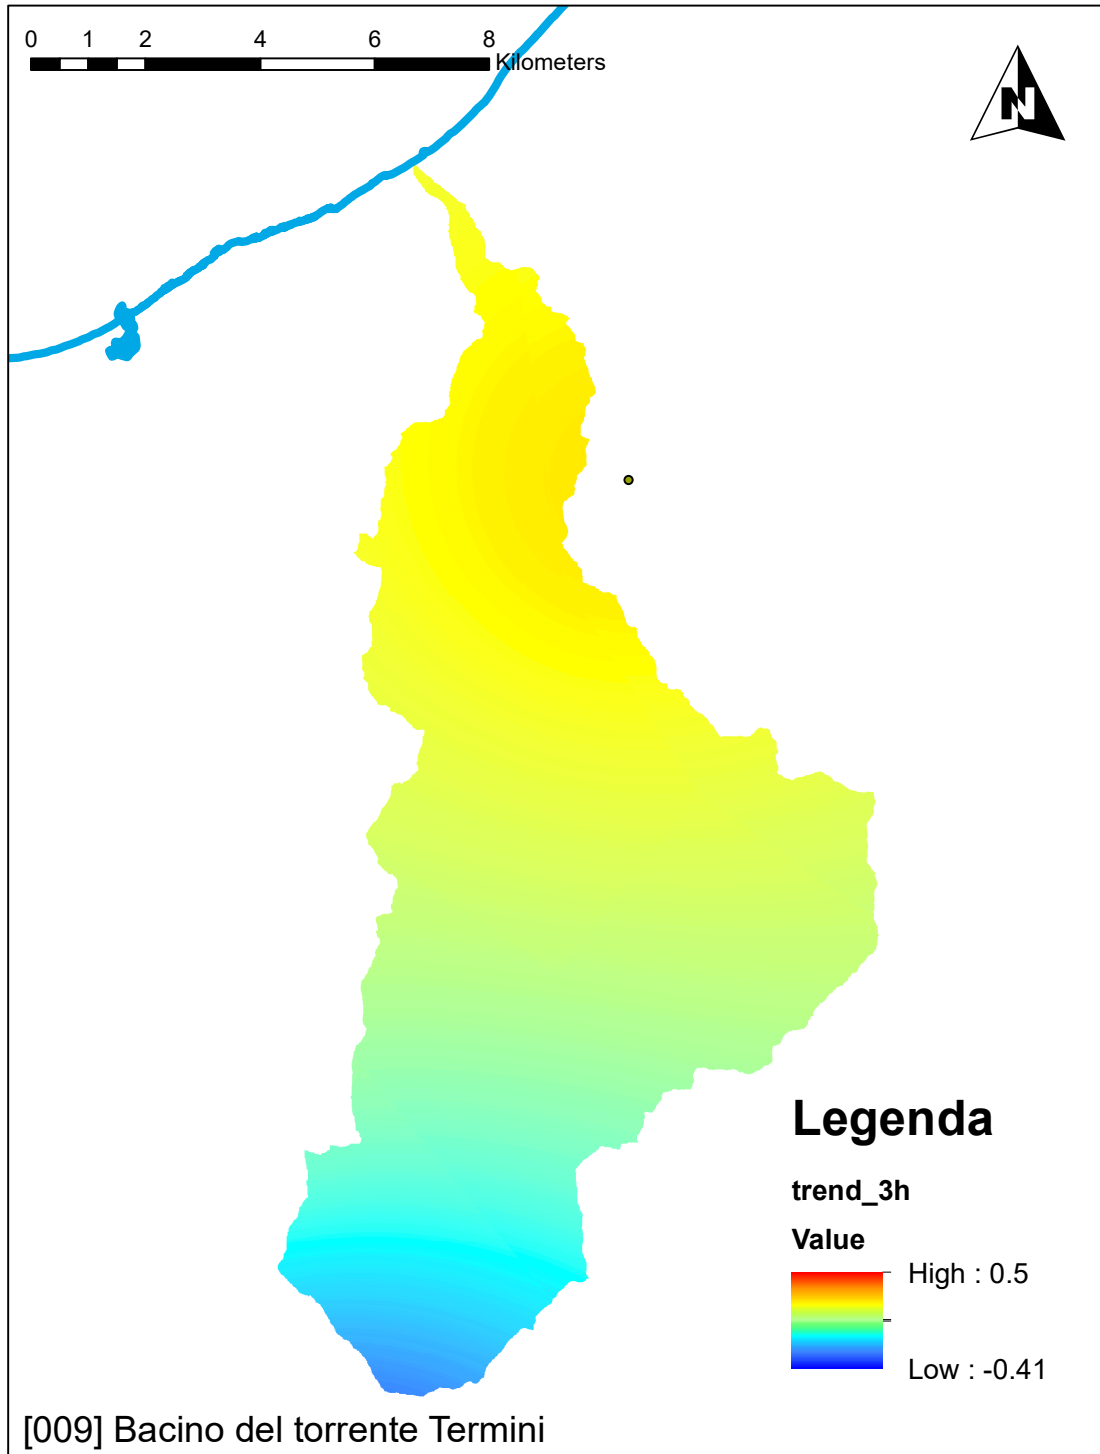 0 1 2 4 6 8
Kilometers
N
Legenda
trend_3h
Value
High : 0.5
Low : -0.41
[009] Bacino del torrente Termini